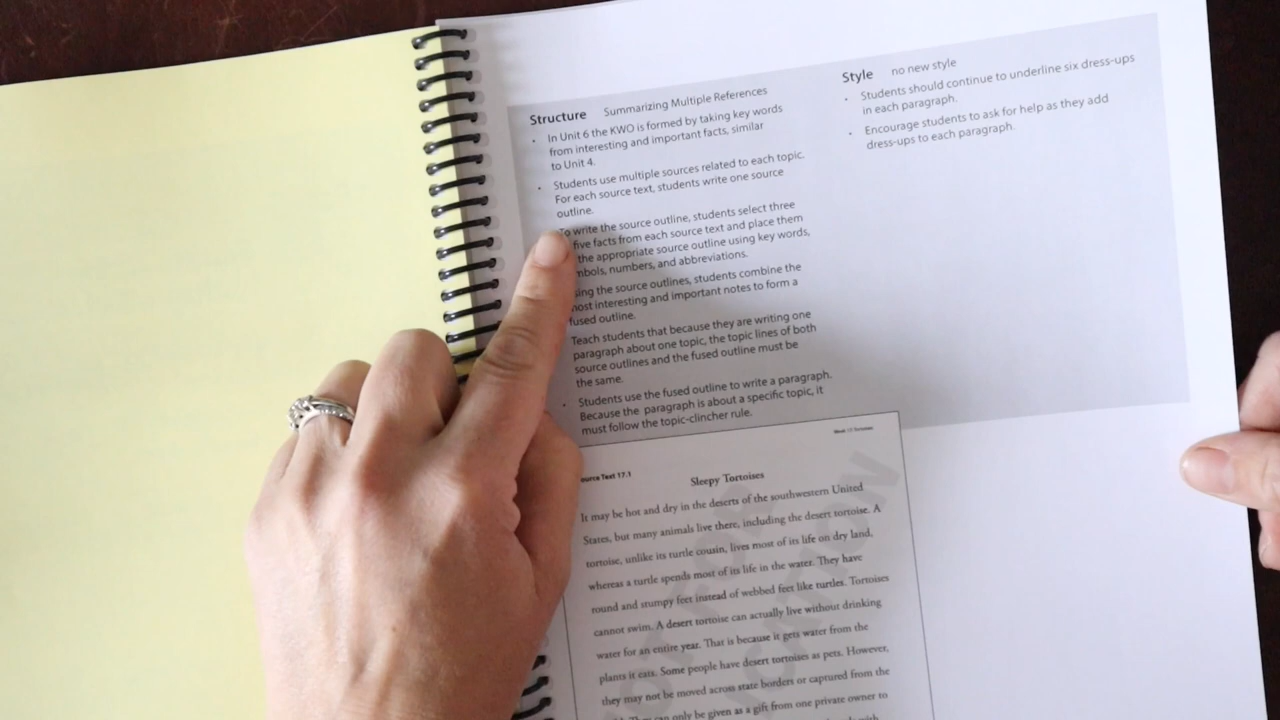 Structure Summarizing Multiple References
• In Unit 6 the KWO is formed by taking key words
from interesting and important facts, similar
to Unit 4.
• Students use multiple sources related to each topic.
For each source text, students write one source
outline.
To write the source outline, students select three
five facts from each source text and place them
the appropriate source outline using key words,
mbols, numbers, and abbreviations.
sing the source outlines, students combine the
most interesting and important notes to form a
fused outline.
Teach students that because they are writing one
paragraph about one topic, the topic lines of both
source outlines and the fused outline must be
the same.
• Students use the fused outline to write a paragraph.
Because the paragraph is about a specific topic, it
must follow the topic-clincher rule.
Style no new style
• Students should continue to underline six dress-ups
in each paragraph.
• Encourage students to ask for help as they add
dress-ups to each paragraph.
Tortoises
ource Text 17.1
Sleepy Tortoises
It may be hot and dry in the deserts of the southwestern United
States, but many animals live there, including the desert tortoise. A
tortoise, unlike its turtle cousin, lives most of its life on dry land,
whereas a turtle spends most of its life in the water. They have
round and stumpy feet instead of webbed feet like turtles. Tortoises
cannot swim. A desert tortoise can actually live without drinking
water for an entire year. That is because it gets water from the
plants it eats. Some people have desert tortoises as pets. However,
they may not be moved across state borders or captured from the
can only be given as a gift from one private owner to